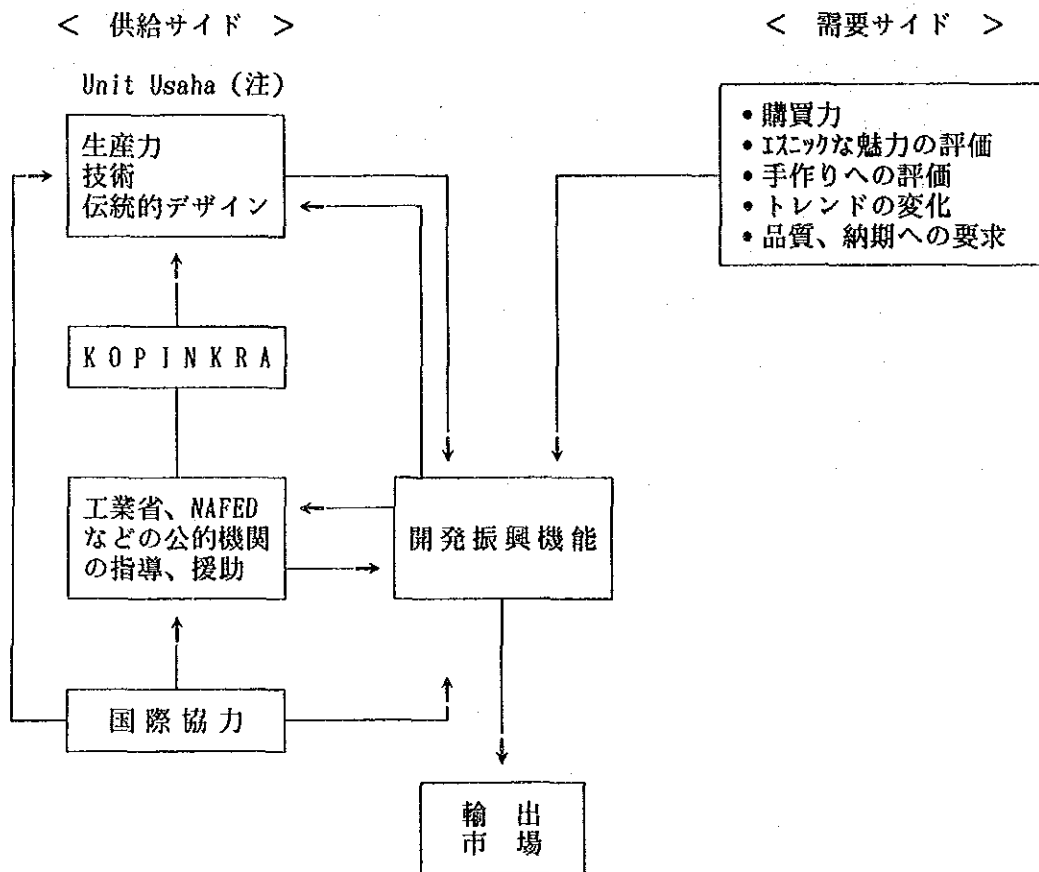 < 供給サイド >
< 需要サイド >
Unit Usaha (注)
生産力
技術
伝統的デザイン
• 購買力
• エスニックな魅力の評価
• 手作りへの評価
• トレンドの変化
• 品質、納期への要求
KOPINKRA
工業省、NAFED
などの公的機関
の指導、援助
開発振興機能
国際協力
輸出
市場